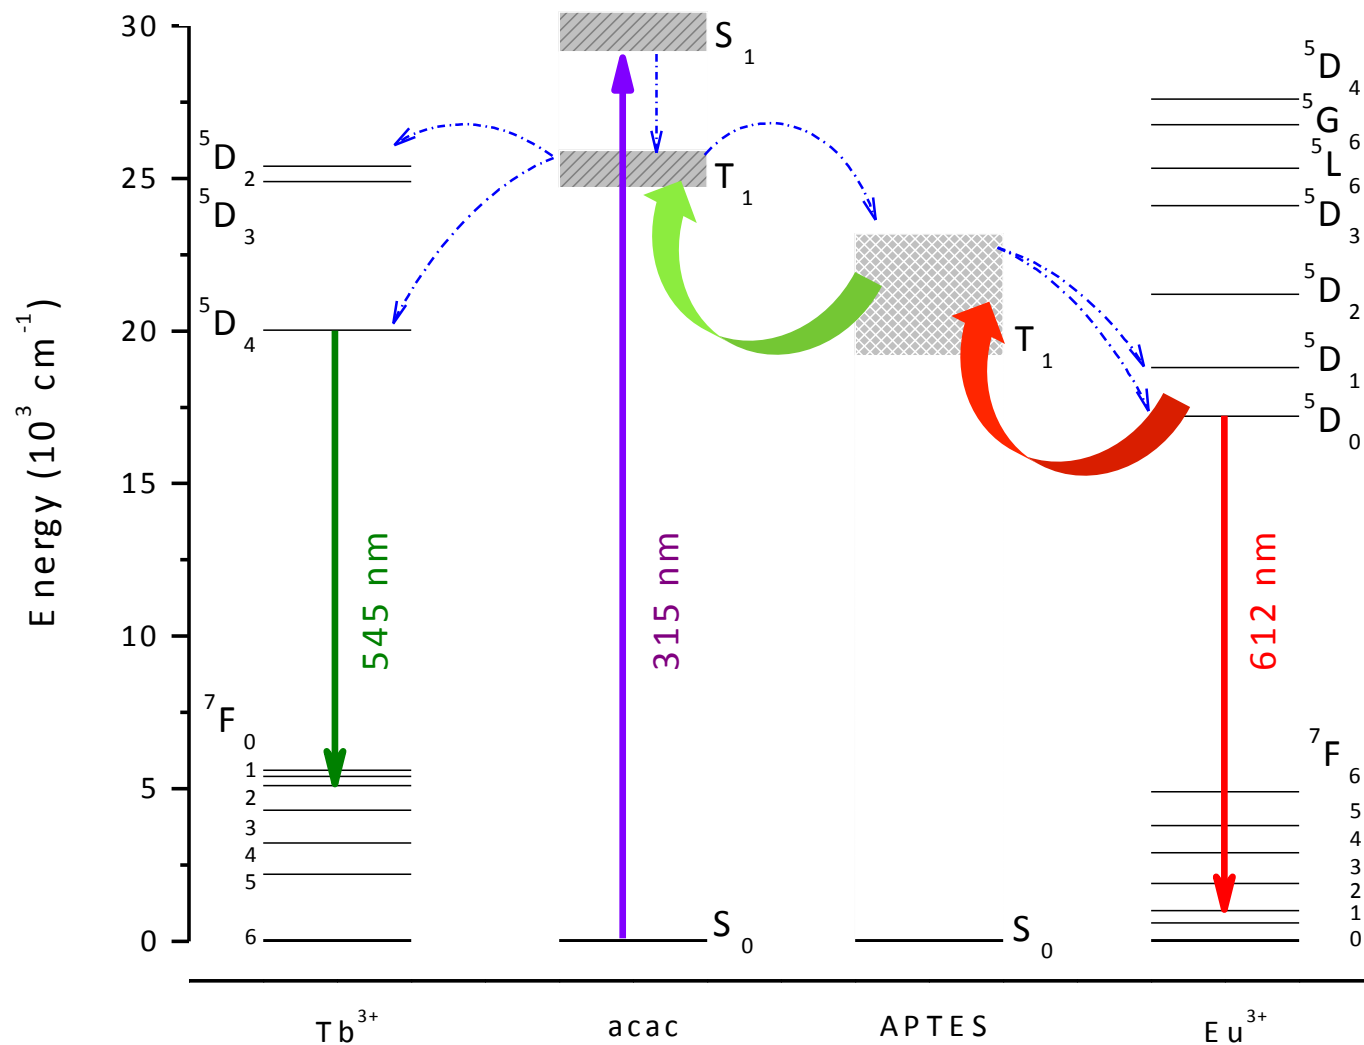 Energy (10³ cm⁻¹)
30
25
20
15
10
5
0
⁵D₂
⁵D₃
⁵D₄
545 nm
⁷F₀
1
2
3
4
5
6
S₁
T₁
315 nm
S₀
T₁
S₀
⁵D₄
⁵G₆
⁵L₆
⁵D₃
⁵D₂
⁵D₁
⁵D₀
612 nm
⁷F₆
5
4
3
2
1
0
Tb³⁺
acac
APTES
Eu³⁺